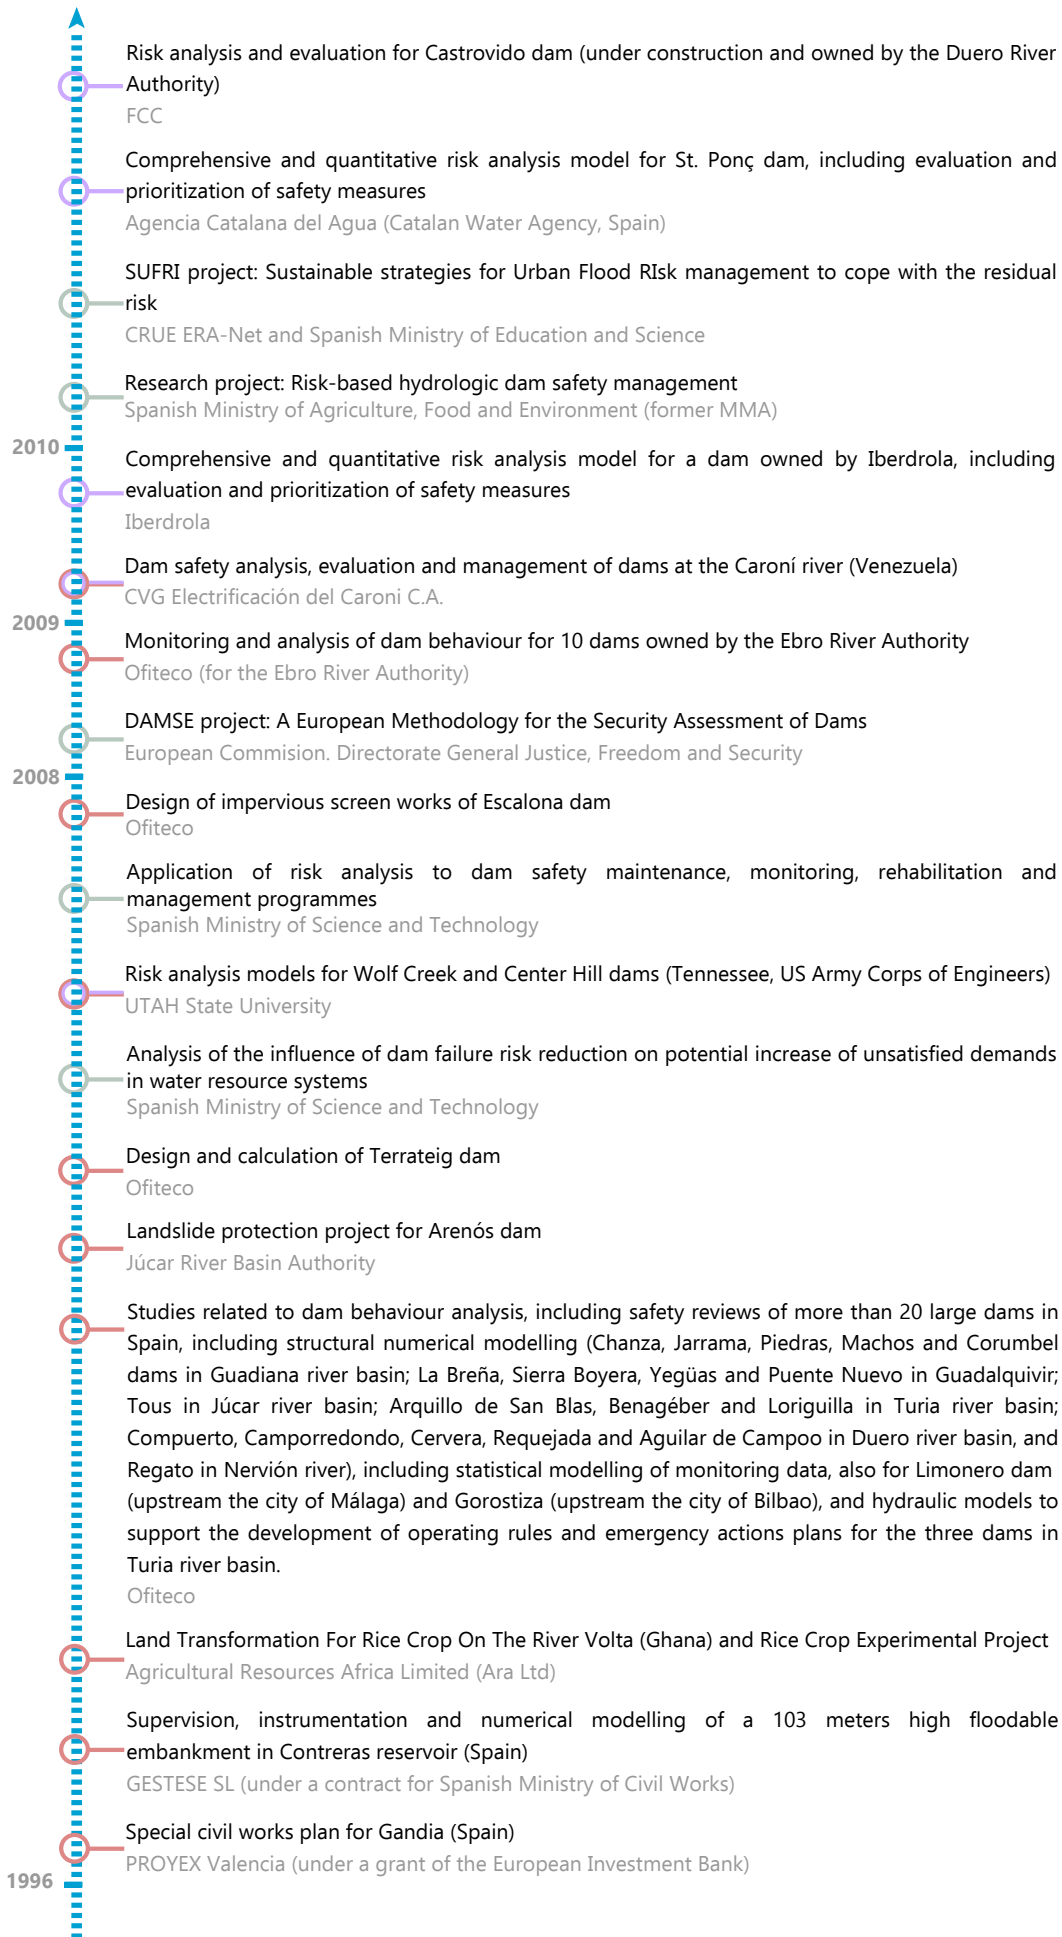 Risk analysis and evaluation for Castrovido dam (under construction and owned by the Duero River
Authority)
FCC
Comprehensive and quantitative risk analysis model for St. Ponç dam, including evaluation and
prioritization of safety measures
Agencia Catalana del Agua (Catalan Water Agency, Spain)
SUFRI project: Sustainable strategies for Urban Flood RIsk management to cope with the residual
risk
CRUE ERA-Net and Spanish Ministry of Education and Science
Research project: Risk-based hydrologic dam safety management
Spanish Ministry of Agriculture, Food and Environment (former MMA)
2010
Comprehensive and quantitative risk analysis model for a dam owned by Iberdrola, including
evaluation and prioritization of safety measures
Iberdrola
Dam safety analysis, evaluation and management of dams at the Caroní river (Venezuela)
CVG Electrificación del Caroni C.A.
2009
Monitoring and analysis of dam behaviour for 10 dams owned by the Ebro River Authority
Ofiteco (for the Ebro River Authority)
DAMSE project: A European Methodology for the Security Assessment of Dams
European Commision. Directorate General Justice, Freedom and Security
2008
Design of impervious screen works of Escalona dam
Ofiteco
Application of risk analysis to dam safety maintenance, monitoring, rehabilitation and
management programmes
Spanish Ministry of Science and Technology
Risk analysis models for Wolf Creek and Center Hill dams (Tennessee, US Army Corps of Engineers)
UTAH State University
Analysis of the influence of dam failure risk reduction on potential increase of unsatisfied demands
in water resource systems
Spanish Ministry of Science and Technology
Design and calculation of Terrateig dam
Ofiteco
Landslide protection project for Arenós dam
Júcar River Basin Authority
Studies related to dam behaviour analysis, including safety reviews of more than 20 large dams in
Spain, including structural numerical modelling (Chanza, Jarrama, Piedras, Machos and Corumbel
dams in Guadiana river basin; La Breña, Sierra Boyera, Yegüas and Puente Nuevo in Guadalquivir;
Tous in Júcar river basin; Arquillo de San Blas, Benagéber and Loriguilla in Turia river basin;
Compuerto, Camporredondo, Cervera, Requejada and Aguilar de Campoo in Duero river basin, and
Regato in Nervión river), including statistical modelling of monitoring data, also for Limonero dam
(upstream the city of Málaga) and Gorostiza (upstream the city of Bilbao), and hydraulic models to
support the development of operating rules and emergency actions plans for the three dams in
Turia river basin.
Ofiteco
Land Transformation For Rice Crop On The River Volta (Ghana) and Rice Crop Experimental Project
Agricultural Resources Africa Limited (Ara Ltd)
Supervision, instrumentation and numerical modelling of a 103 meters high floodable
embankment in Contreras reservoir (Spain)
GESTESE SL (under a contract for Spanish Ministry of Civil Works)
Special civil works plan for Gandia (Spain)
PROYEX Valencia (under a grant of the European Investment Bank)
1996